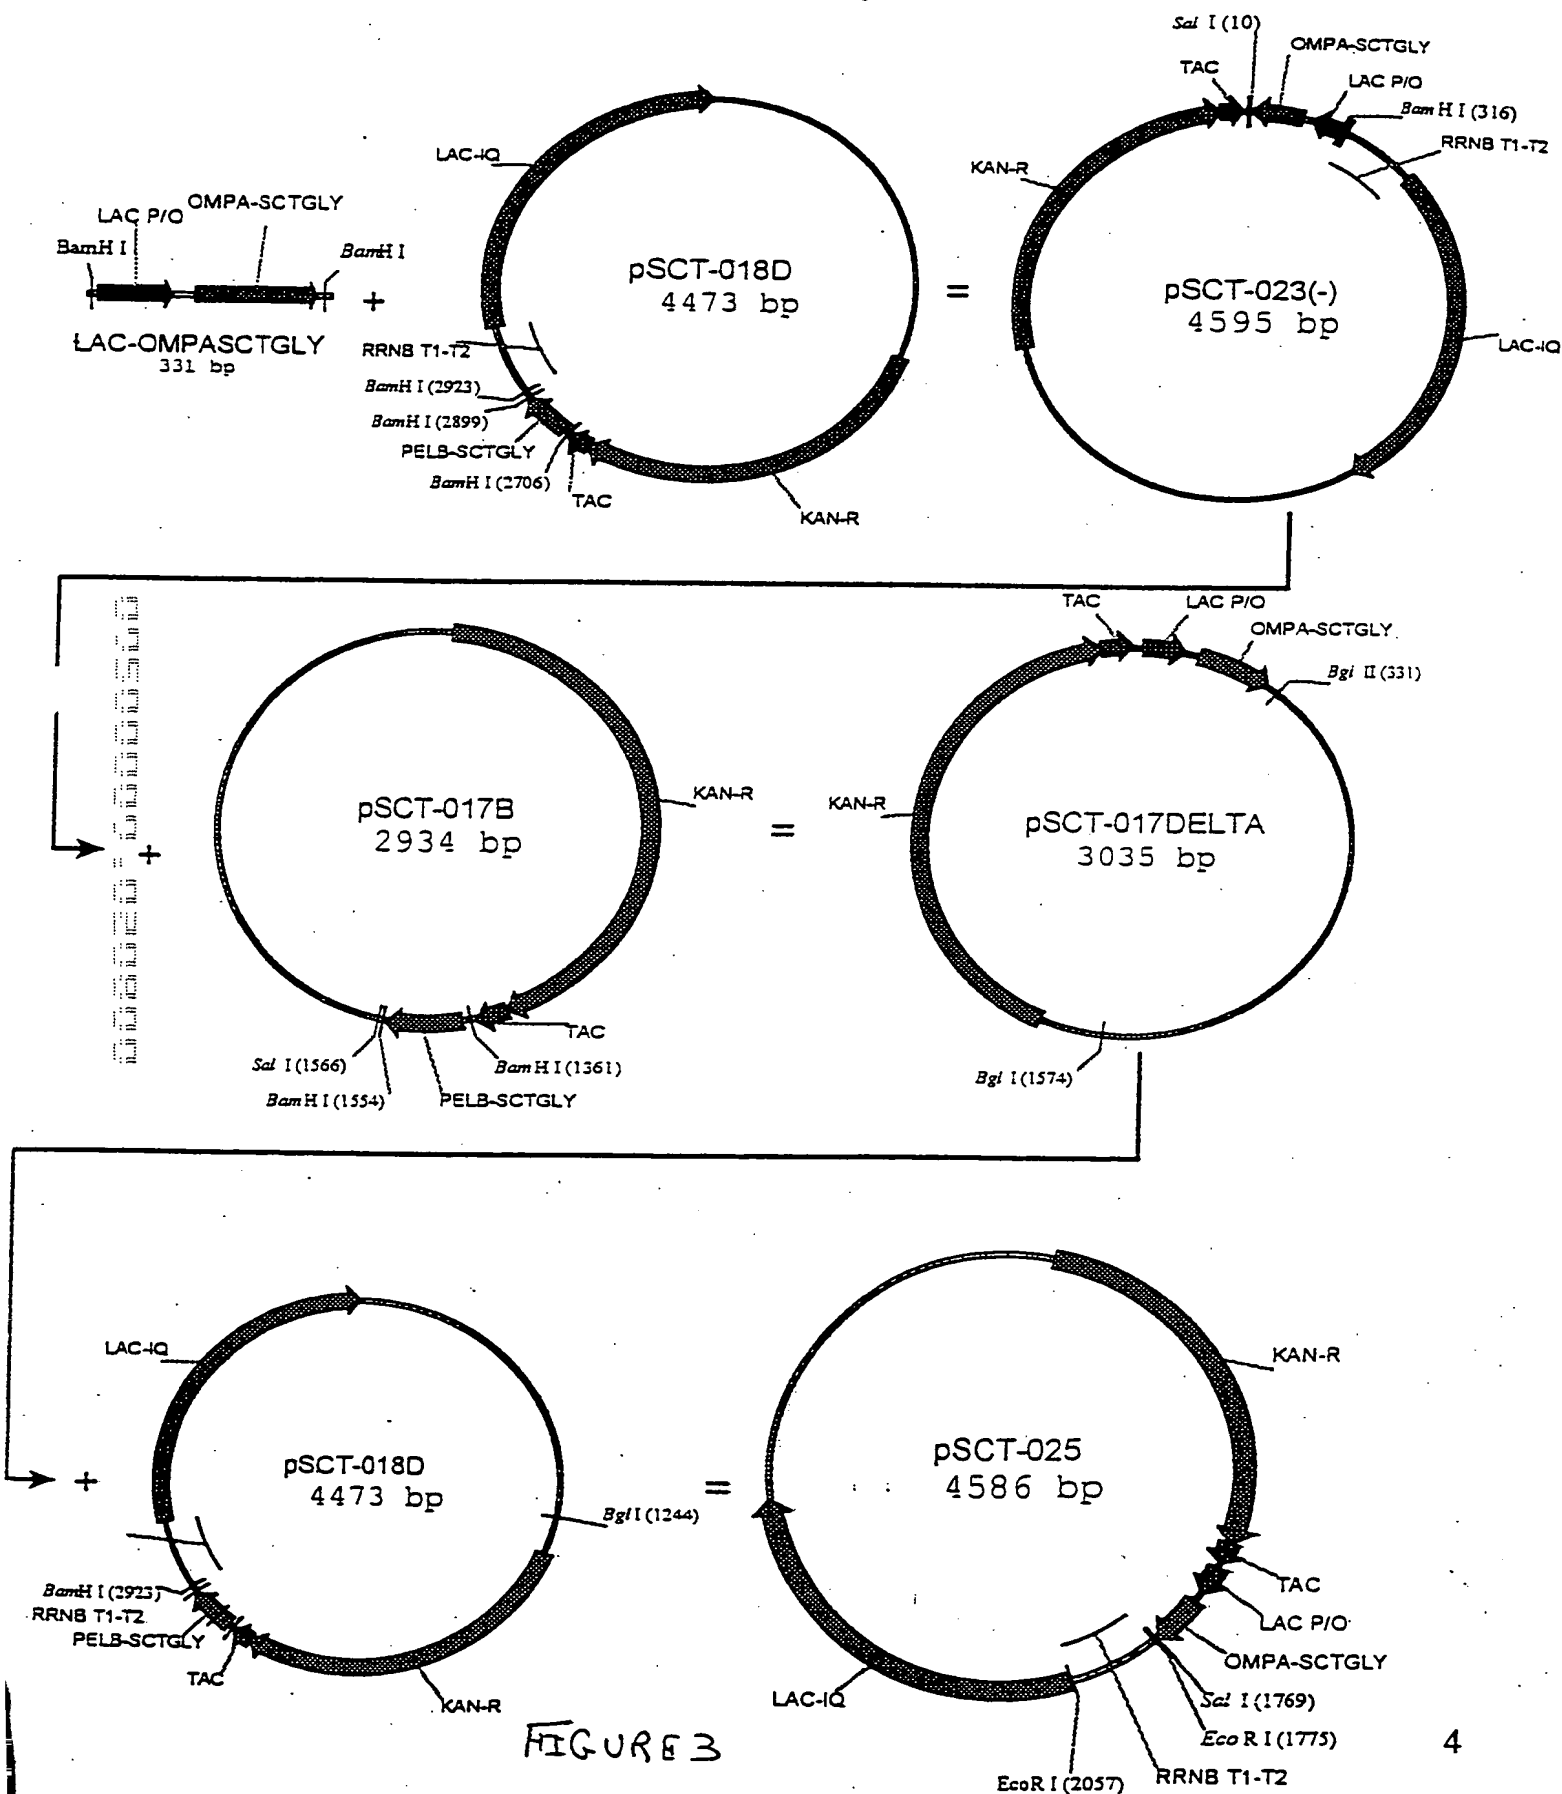 Sal I (10)
OMPA-SCTGLY
TAC
LAC P/O
BamH I (316)
RRNB T1-T2
KAN-R
pSCT-023(-)
4595 bp
LAC-IQ
LAC-IQ
pSCT-018D
4473 bp
RRNB T1-T2
BamH I (2923)
BamH I (2899)
PELB-SCTGLY
BamH I (2706)
TAC
KAN-R
LAC P/O
OMPA-SCTGLY
BamH I
BamH I
+
LAC-OMPASCTGLY
331 bp
=
+
pSCT-017B
2934 bp
KAN-R
TAC
BamH I (1361)
Sal I (1566)
BamH I (1554)
PELB-SCTGLY
=
TAC
LAC P/O
OMPA-SCTGLY
Bgl II (331)
KAN-R
pSCT-017DELTA
3035 bp
Bgl I (1574)
+
LAC-IQ
pSCT-018D
4473 bp
Bgl I (1244)
BamH I (2923)
RRNB T1-T2
PELB-SCTGLY
TAC
KAN-R
=
pSCT-025
4586 bp
KAN-R
TAC
LAC P/O
OMPA-SCTGLY
Sal I (1769)
EcoR I (1775)
RRNB T1-T2
EcoR I (2057)
LAC-IQ
FIGURE 3
4